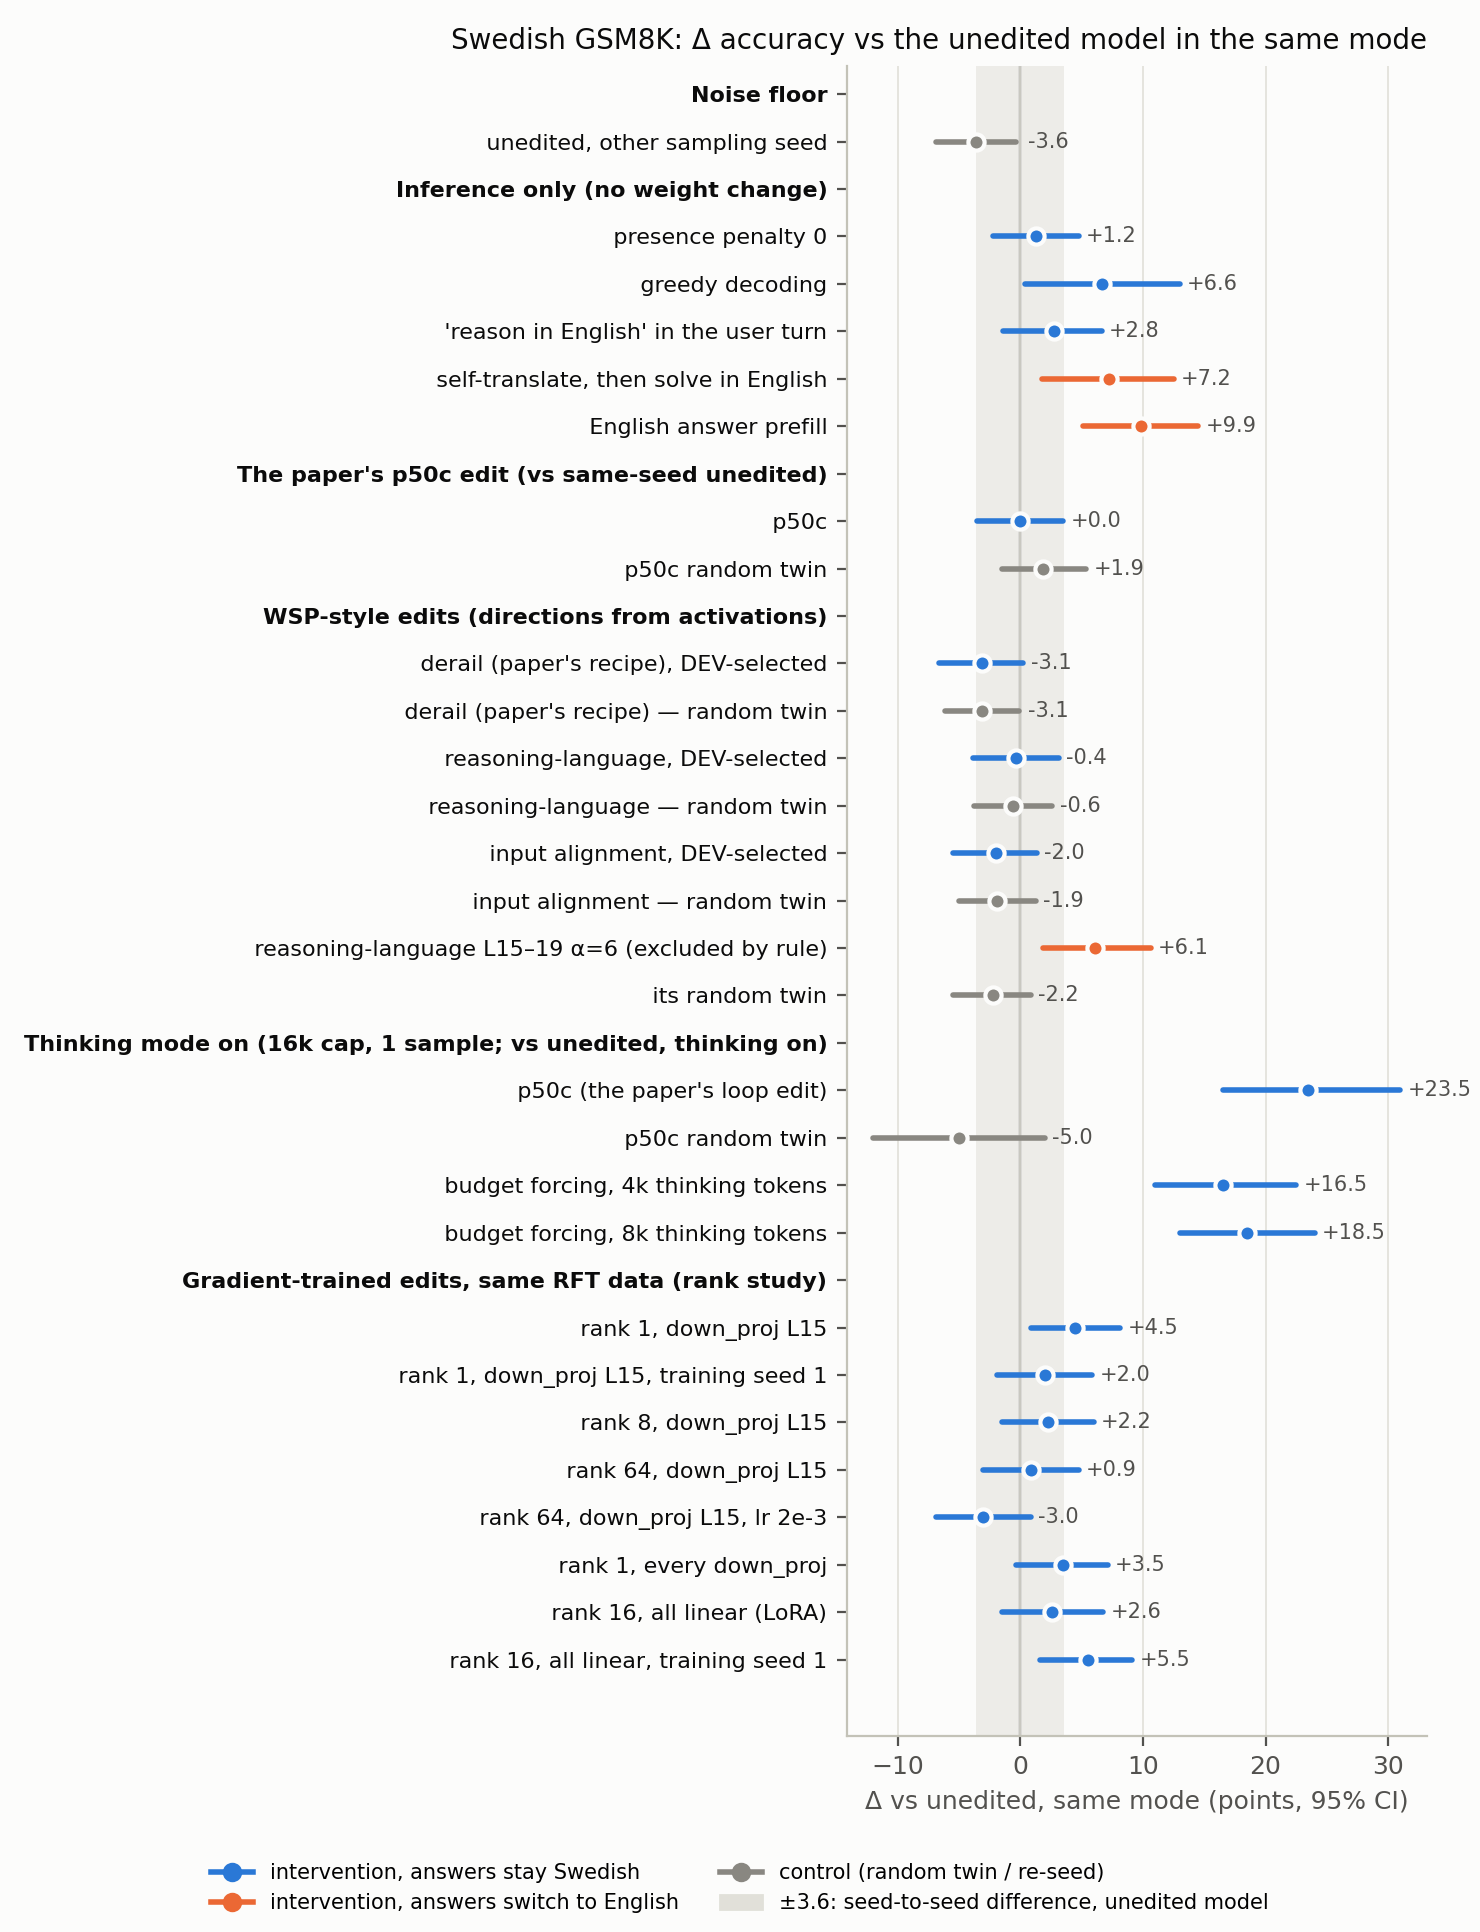 Swedish GSM8K: Δ accuracy vs the unedited model in the same mode
Noise floor
unedited, other sampling seed -3.6
Inference only (no weight change)
presence penalty 0 +1.2
greedy decoding +6.6
'reason in English' in the user turn +2.8
self-translate, then solve in English +7.2
English answer prefill +9.9
The paper's p50c edit (vs same-seed unedited)
p50c +0.0
p50c random twin +1.9
WSP-style edits (directions from activations)
derail (paper's recipe), DEV-selected -3.1
derail (paper's recipe) — random twin -3.1
reasoning-language, DEV-selected -0.4
reasoning-language — random twin -0.6
input alignment, DEV-selected -2.0
input alignment — random twin -1.9
reasoning-language L15–19 α=6 (excluded by rule) +6.1
its random twin -2.2
Thinking mode on (16k cap, 1 sample; vs unedited, thinking on)
p50c (the paper's loop edit) +23.5
p50c random twin -5.0
budget forcing, 4k thinking tokens +16.5
budget forcing, 8k thinking tokens +18.5
Gradient-trained edits, same RFT data (rank study)
rank 1, down_proj L15 +4.5
rank 1, down_proj L15, training seed 1 +2.0
rank 8, down_proj L15 +2.2
rank 64, down_proj L15 +0.9
rank 64, down_proj L15, lr 2e-3 -3.0
rank 1, every down_proj +3.5
rank 16, all linear (LoRA) +2.6
rank 16, all linear, training seed 1 +5.5
−10 0 10 20 30
Δ vs unedited, same mode (points, 95% CI)
intervention, answers stay Swedish
intervention, answers switch to English
control (random twin / re-seed)
±3.6: seed-to-seed difference, unedited model